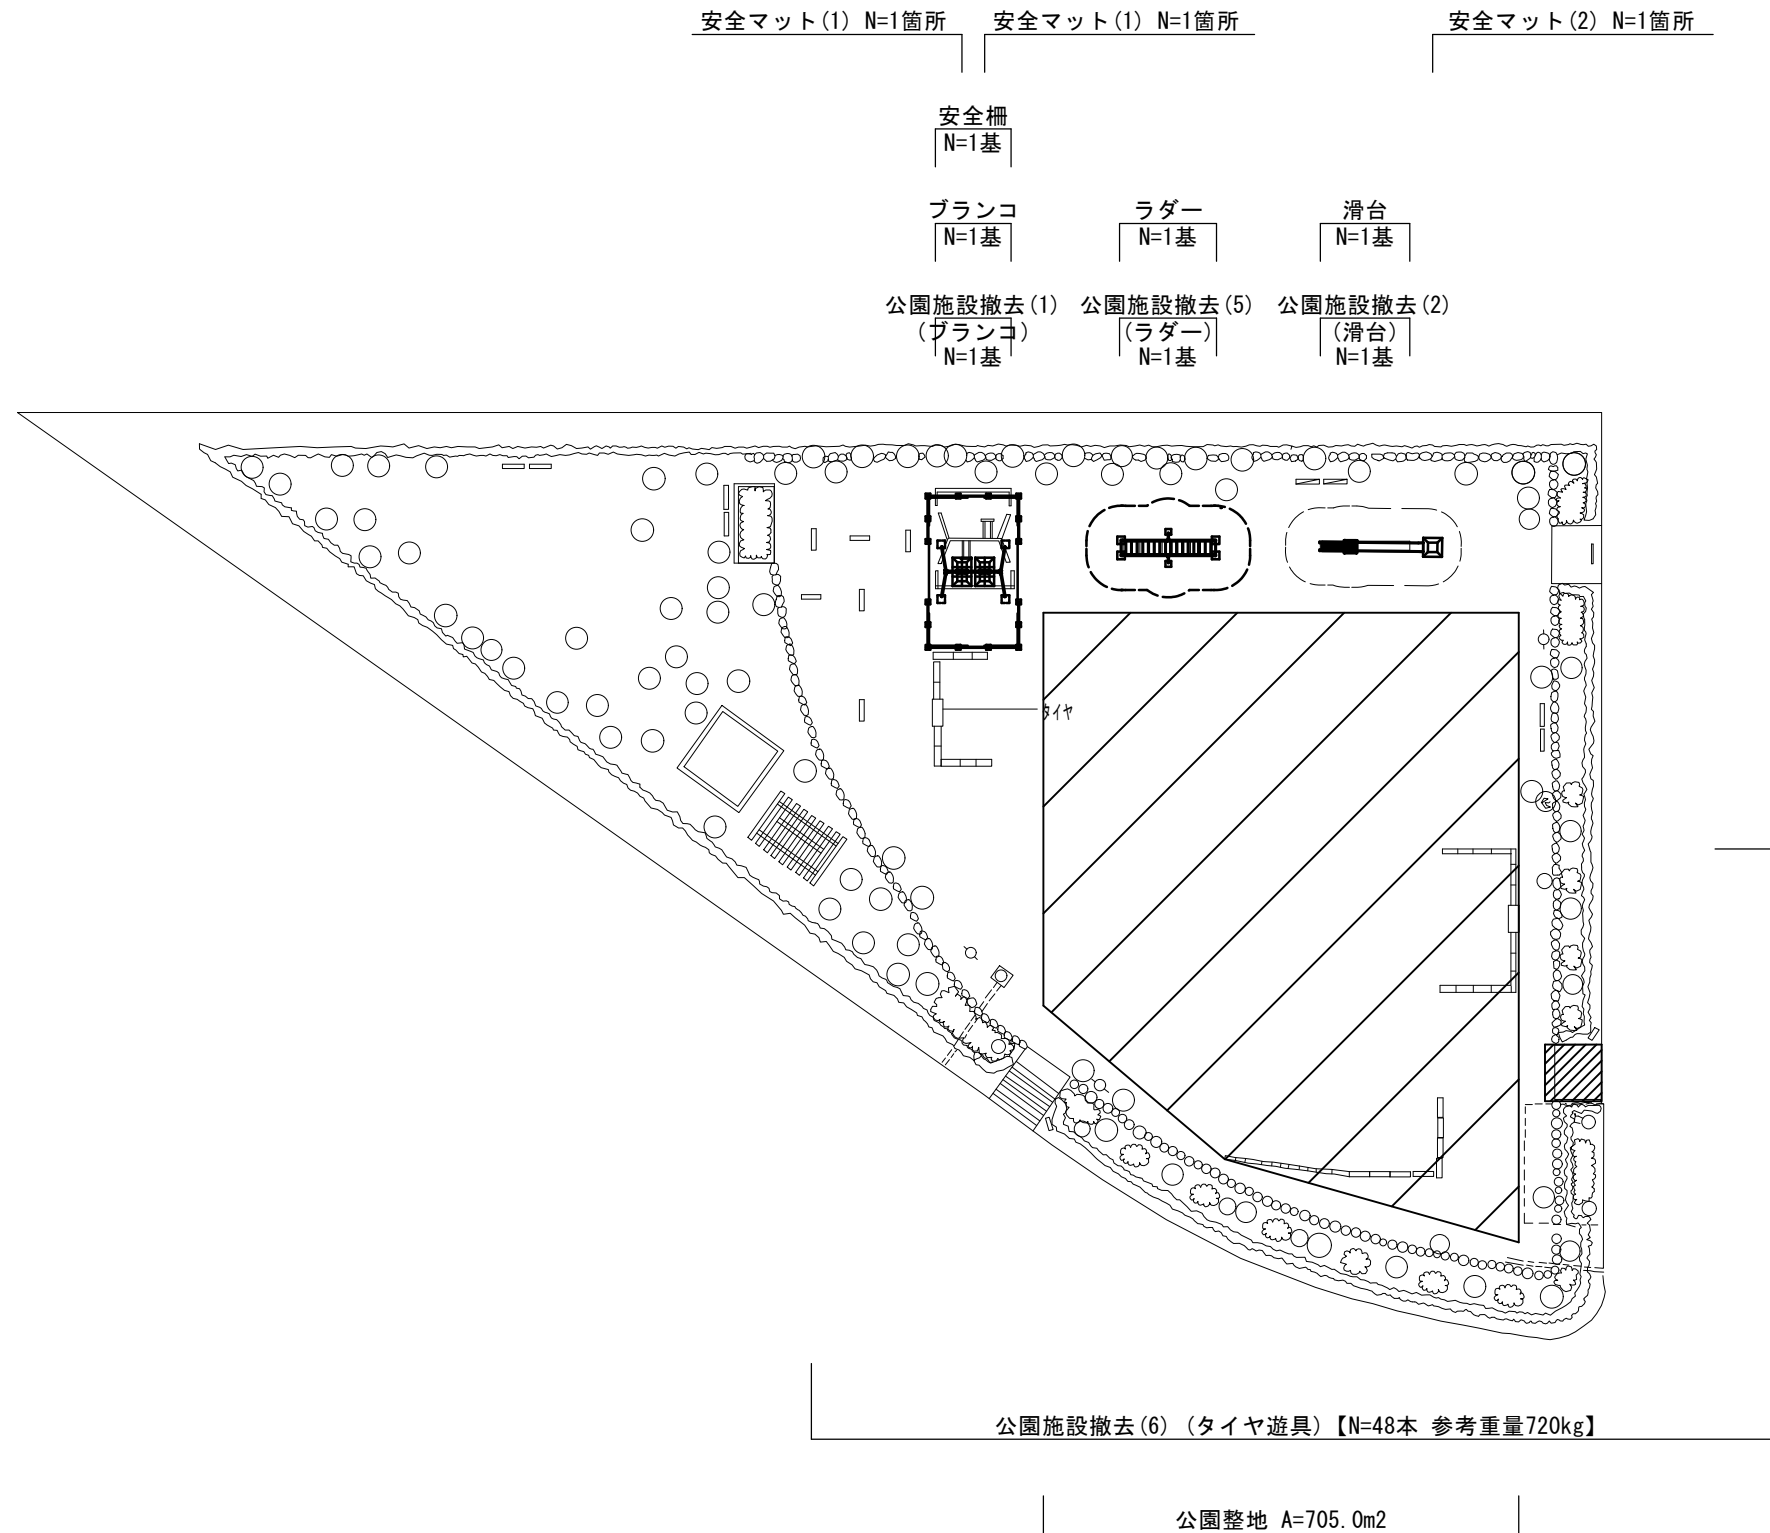 安全マット(1) N=1箇所
安全マット(1) N=1箇所
安全マット(2) N=1箇所
安全柵
N=1基
ブランコ
N=1基
ラダー
N=1基
滑台
N=1基
公園施設撤去(1)
(ブランコ)
N=1基
公園施設撤去(5)
(ラダー)
N=1基
公園施設撤去(2)
(滑台)
N=1基
タイヤ
公園施設撤去(6) (タイヤ遊具)【N=48本 参考重量720kg】
公園整地 A=705.0m2